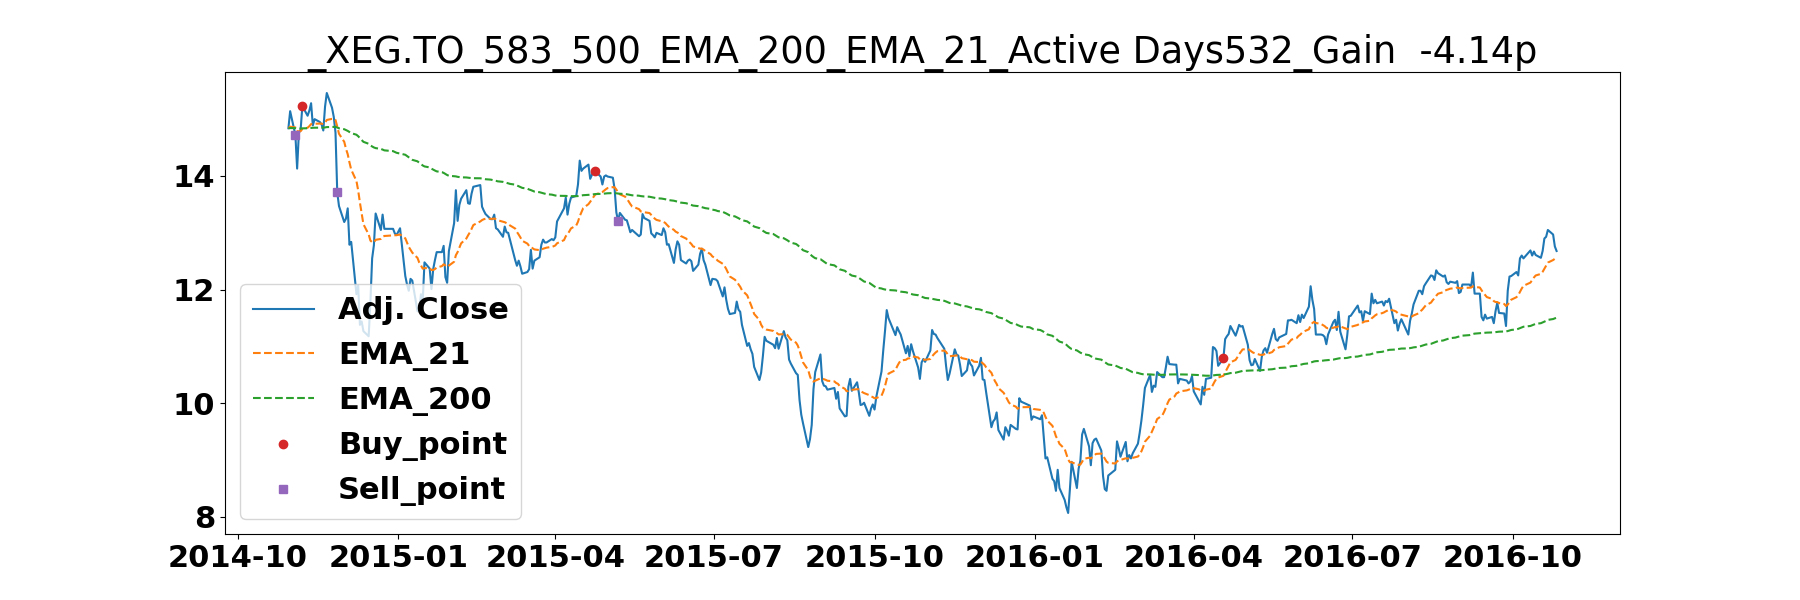 _XEG.TO_583_500_EMA_200_EMA_21_Active Days532_Gain  -4.14p
14
12
10
8
Adj. Close
EMA_21
EMA_200
Buy_point
Sell_point
2014-10 2015-01 2015-04 2015-07 2015-10 2016-01 2016-04 2016-07 2016-10